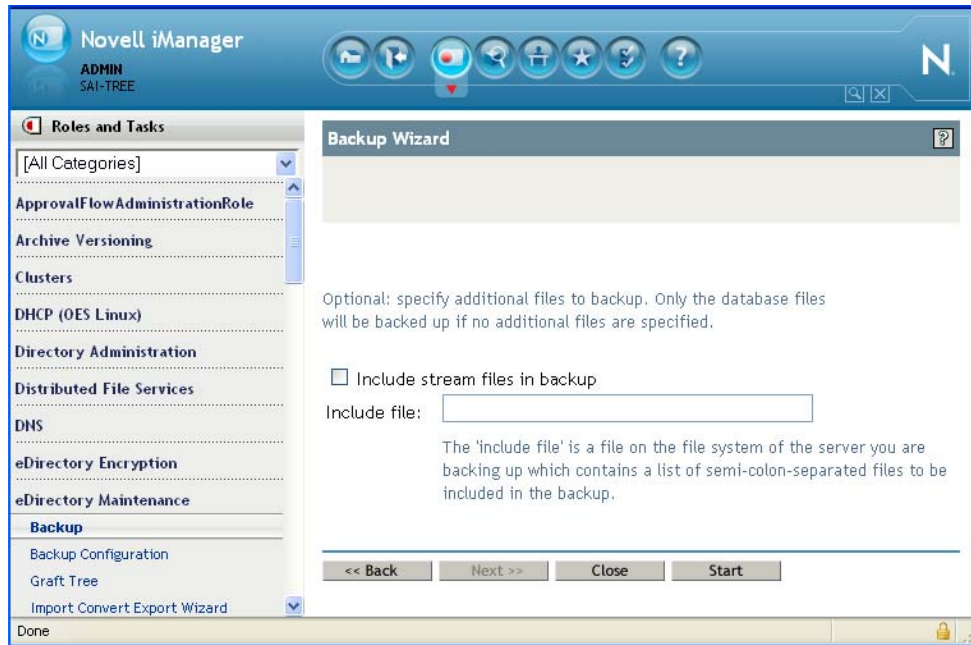 N
Novell iManager
ADMIN
SAI-TREE
?
N
Roles and Tasks
[All Categories]
ApprovalFlowAdministrationRole
Archive Versioning
Clusters
DHCP (OES Linux)
Directory Administration
Distributed File Services
DNS
eDirectory Encryption
eDirectory Maintenance
Backup
Backup Configuration
Graft Tree
Import Convert Export Wizard
Backup Wizard
?
Optional: specify additional files to backup. Only the database files
will be backed up if no additional files are specified.
Include stream files in backup
Include file:
The 'include file' is a file on the file system of the server you are
backing up which contains a list of semi-colon-separated files to be
included in the backup.
<< Back
Next >>
Close
Start
Done